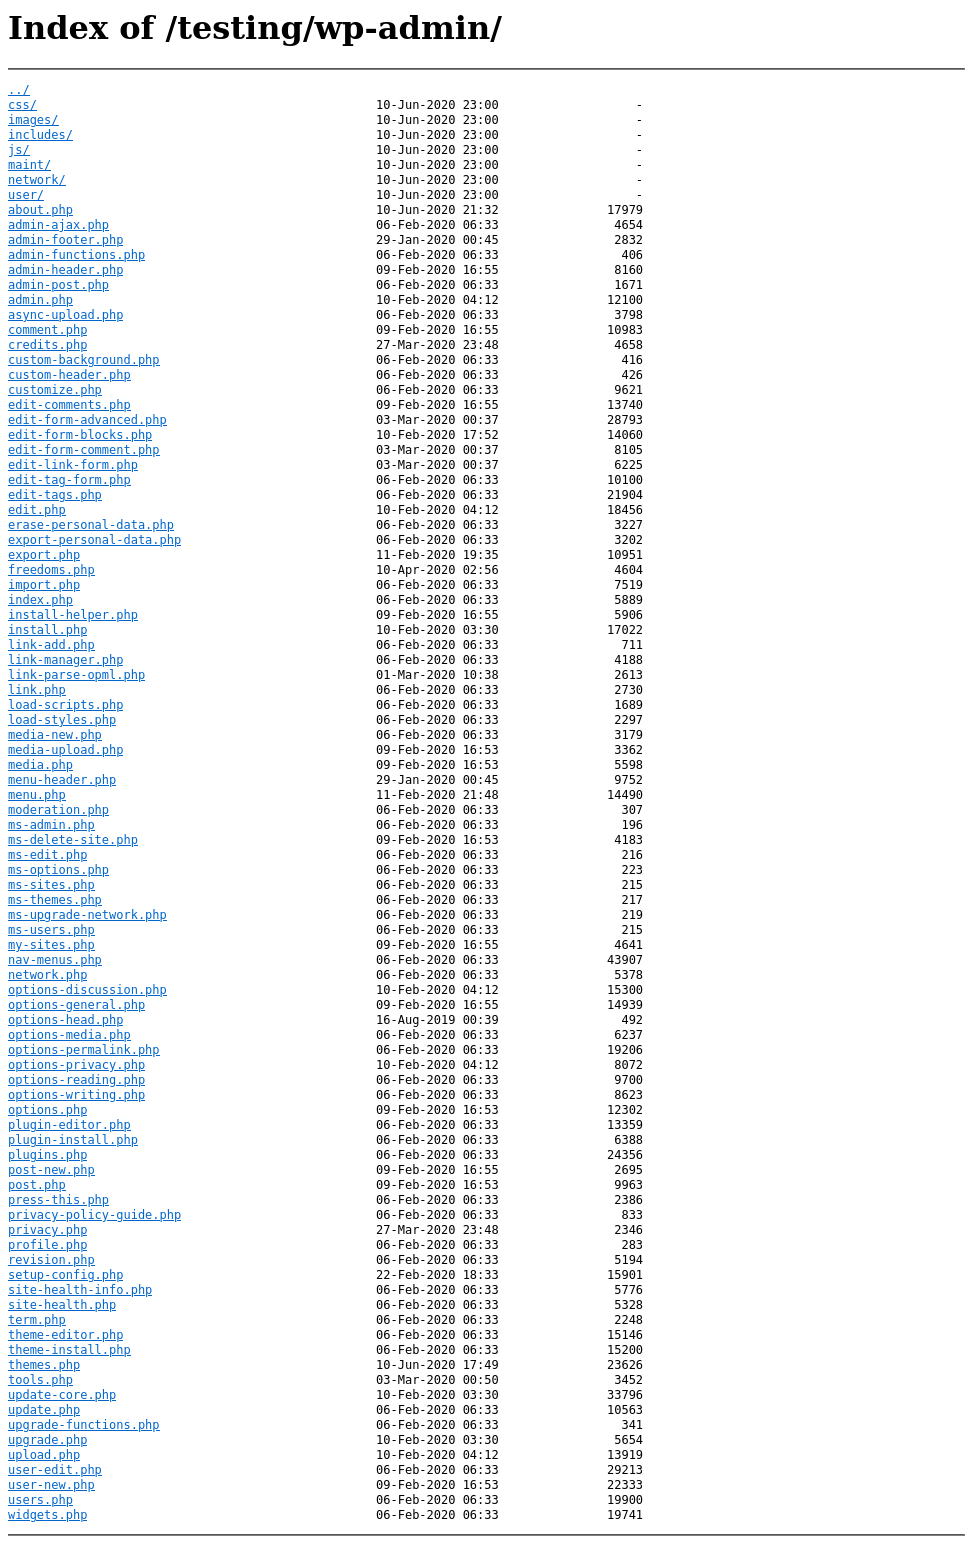 Index of /testing/wp-admin/
../
css/ 10-Jun-2020 23:00 -
images/ 10-Jun-2020 23:00 -
includes/ 10-Jun-2020 23:00 -
js/ 10-Jun-2020 23:00 -
maint/ 10-Jun-2020 23:00 -
network/ 10-Jun-2020 23:00 -
user/ 10-Jun-2020 23:00 -
about.php 10-Jun-2020 21:32 17979
admin-ajax.php 06-Feb-2020 06:33 4654
admin-footer.php 29-Jan-2020 00:45 2832
admin-functions.php 06-Feb-2020 06:33 406
admin-header.php 09-Feb-2020 16:55 8160
admin-post.php 06-Feb-2020 06:33 1671
admin.php 10-Feb-2020 04:12 12100
async-upload.php 06-Feb-2020 06:33 3798
comment.php 09-Feb-2020 16:55 10983
credits.php 27-Mar-2020 23:48 4658
custom-background.php 06-Feb-2020 06:33 416
custom-header.php 06-Feb-2020 06:33 426
customize.php 06-Feb-2020 06:33 9621
edit-comments.php 09-Feb-2020 16:55 13740
edit-form-advanced.php 03-Mar-2020 00:37 28793
edit-form-blocks.php 10-Feb-2020 17:52 14060
edit-form-comment.php 03-Mar-2020 00:37 8105
edit-link-form.php 03-Mar-2020 00:37 6225
edit-tag-form.php 06-Feb-2020 06:33 10100
edit-tags.php 06-Feb-2020 06:33 21904
edit.php 10-Feb-2020 04:12 18456
erase-personal-data.php 06-Feb-2020 06:33 3227
export-personal-data.php 06-Feb-2020 06:33 3202
export.php 11-Feb-2020 19:35 10951
freedoms.php 10-Apr-2020 02:56 4604
import.php 06-Feb-2020 06:33 7519
index.php 06-Feb-2020 06:33 5889
install-helper.php 09-Feb-2020 16:55 5906
install.php 10-Feb-2020 03:30 17022
link-add.php 06-Feb-2020 06:33 711
link-manager.php 06-Feb-2020 06:33 4188
link-parse-opml.php 01-Mar-2020 10:38 2613
link.php 06-Feb-2020 06:33 2730
load-scripts.php 06-Feb-2020 06:33 1689
load-styles.php 06-Feb-2020 06:33 2297
media-new.php 06-Feb-2020 06:33 3179
media-upload.php 09-Feb-2020 16:53 3362
media.php 09-Feb-2020 16:53 5598
menu-header.php 29-Jan-2020 00:45 9752
menu.php 11-Feb-2020 21:48 14490
moderation.php 06-Feb-2020 06:33 307
ms-admin.php 06-Feb-2020 06:33 196
ms-delete-site.php 09-Feb-2020 16:53 4183
ms-edit.php 06-Feb-2020 06:33 216
ms-options.php 06-Feb-2020 06:33 223
ms-sites.php 06-Feb-2020 06:33 215
ms-themes.php 06-Feb-2020 06:33 217
ms-upgrade-network.php 06-Feb-2020 06:33 219
ms-users.php 06-Feb-2020 06:33 215
my-sites.php 09-Feb-2020 16:55 4641
nav-menus.php 06-Feb-2020 06:33 43907
network.php 06-Feb-2020 06:33 5378
options-discussion.php 10-Feb-2020 04:12 15300
options-general.php 09-Feb-2020 16:55 14939
options-head.php 16-Aug-2019 00:39 492
options-media.php 06-Feb-2020 06:33 6237
options-permalink.php 06-Feb-2020 06:33 19206
options-privacy.php 10-Feb-2020 04:12 8072
options-reading.php 06-Feb-2020 06:33 9700
options-writing.php 06-Feb-2020 06:33 8623
options.php 09-Feb-2020 16:53 12302
plugin-editor.php 06-Feb-2020 06:33 13359
plugin-install.php 06-Feb-2020 06:33 6388
plugins.php 06-Feb-2020 06:33 24356
post-new.php 09-Feb-2020 16:55 2695
post.php 09-Feb-2020 16:53 9963
press-this.php 06-Feb-2020 06:33 2386
privacy-policy-guide.php 06-Feb-2020 06:33 833
privacy.php 27-Mar-2020 23:48 2346
profile.php 06-Feb-2020 06:33 283
revision.php 06-Feb-2020 06:33 5194
setup-config.php 22-Feb-2020 18:33 15901
site-health-info.php 06-Feb-2020 06:33 5776
site-health.php 06-Feb-2020 06:33 5328
term.php 06-Feb-2020 06:33 2248
theme-editor.php 06-Feb-2020 06:33 15146
theme-install.php 06-Feb-2020 06:33 15200
themes.php 10-Jun-2020 17:49 23626
tools.php 03-Mar-2020 00:50 3452
update-core.php 10-Feb-2020 03:30 33796
update.php 06-Feb-2020 06:33 10563
upgrade-functions.php 06-Feb-2020 06:33 341
upgrade.php 10-Feb-2020 03:30 5654
upload.php 10-Feb-2020 04:12 13919
user-edit.php 06-Feb-2020 06:33 29213
user-new.php 09-Feb-2020 16:53 22333
users.php 06-Feb-2020 06:33 19900
widgets.php 06-Feb-2020 06:33 19741